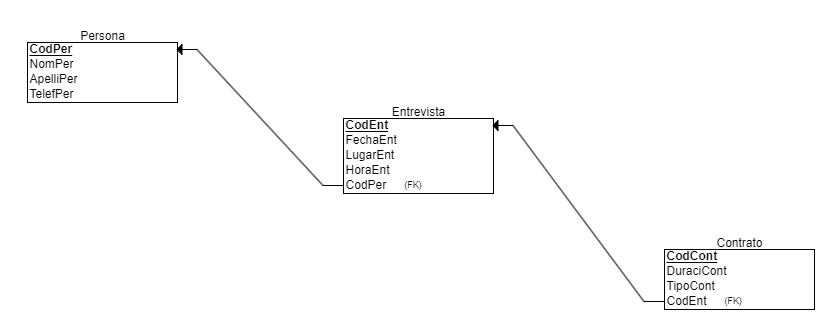 Persona
CodPer
NomPer
ApelliPer
TelefPer
Entrevista
CodEnt
FechaEnt
LugarEnt
HoraEnt
CodPer (FK)
Contrato
CodCont
DuraciCont
TipoCont
CodEnt (FK)